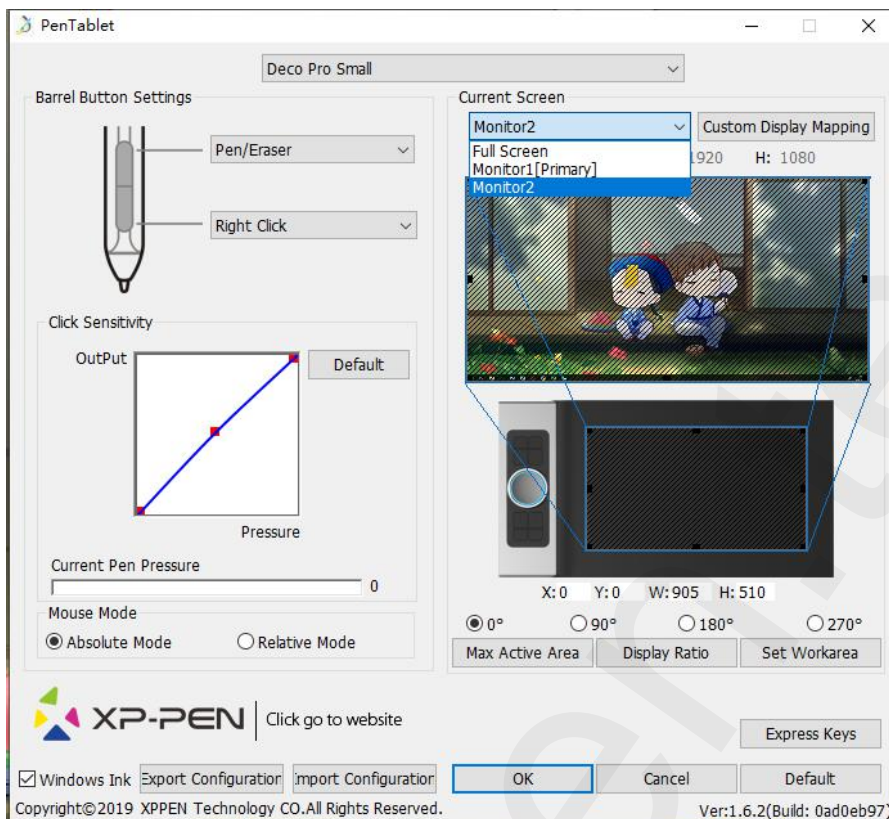 PenTablet
Deco Pro Small
Barrel Button Settings
Pen/Eraser
Right Click
Click Sensitivity
OutPut
Default
Pressure
Current Pen Pressure
0
Mouse Mode
Absolute Mode
Relative Mode
Current Screen
Monitor2
Custom Display Mapping
Full Screen
Monitor1[Primary]
Monitor2
1920 H: 1080
X: 0 Y: 0 W: 905 H: 510
0° 90° 180° 270°
Max Active Area
Display Ratio
Set Workarea
XP-PEN
Click go to website
Express Keys
Windows Ink
Export Configuration
Import Configuration
OK
Cancel
Default
Copyright©2019 XPPEN Technology CO.All Rights Reserved.
Ver:1.6.2(Build: 0ad0eb97)